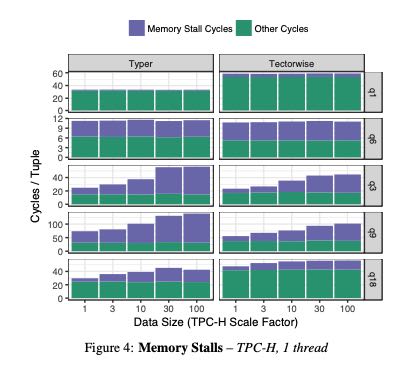 Memory Stall Cycles Other Cycles
Typer Tectorwise
60
40
20
0
q1
12
9
6
3
0
q6
40
20
0
q3
100
50
0
q9
40
20
0
q18
Cycles / Tuple
1 3 10 30 100 1 3 10 30 100
Data Size (TPC-H Scale Factor)
Figure 4: Memory Stalls – TPC-H, 1 thread